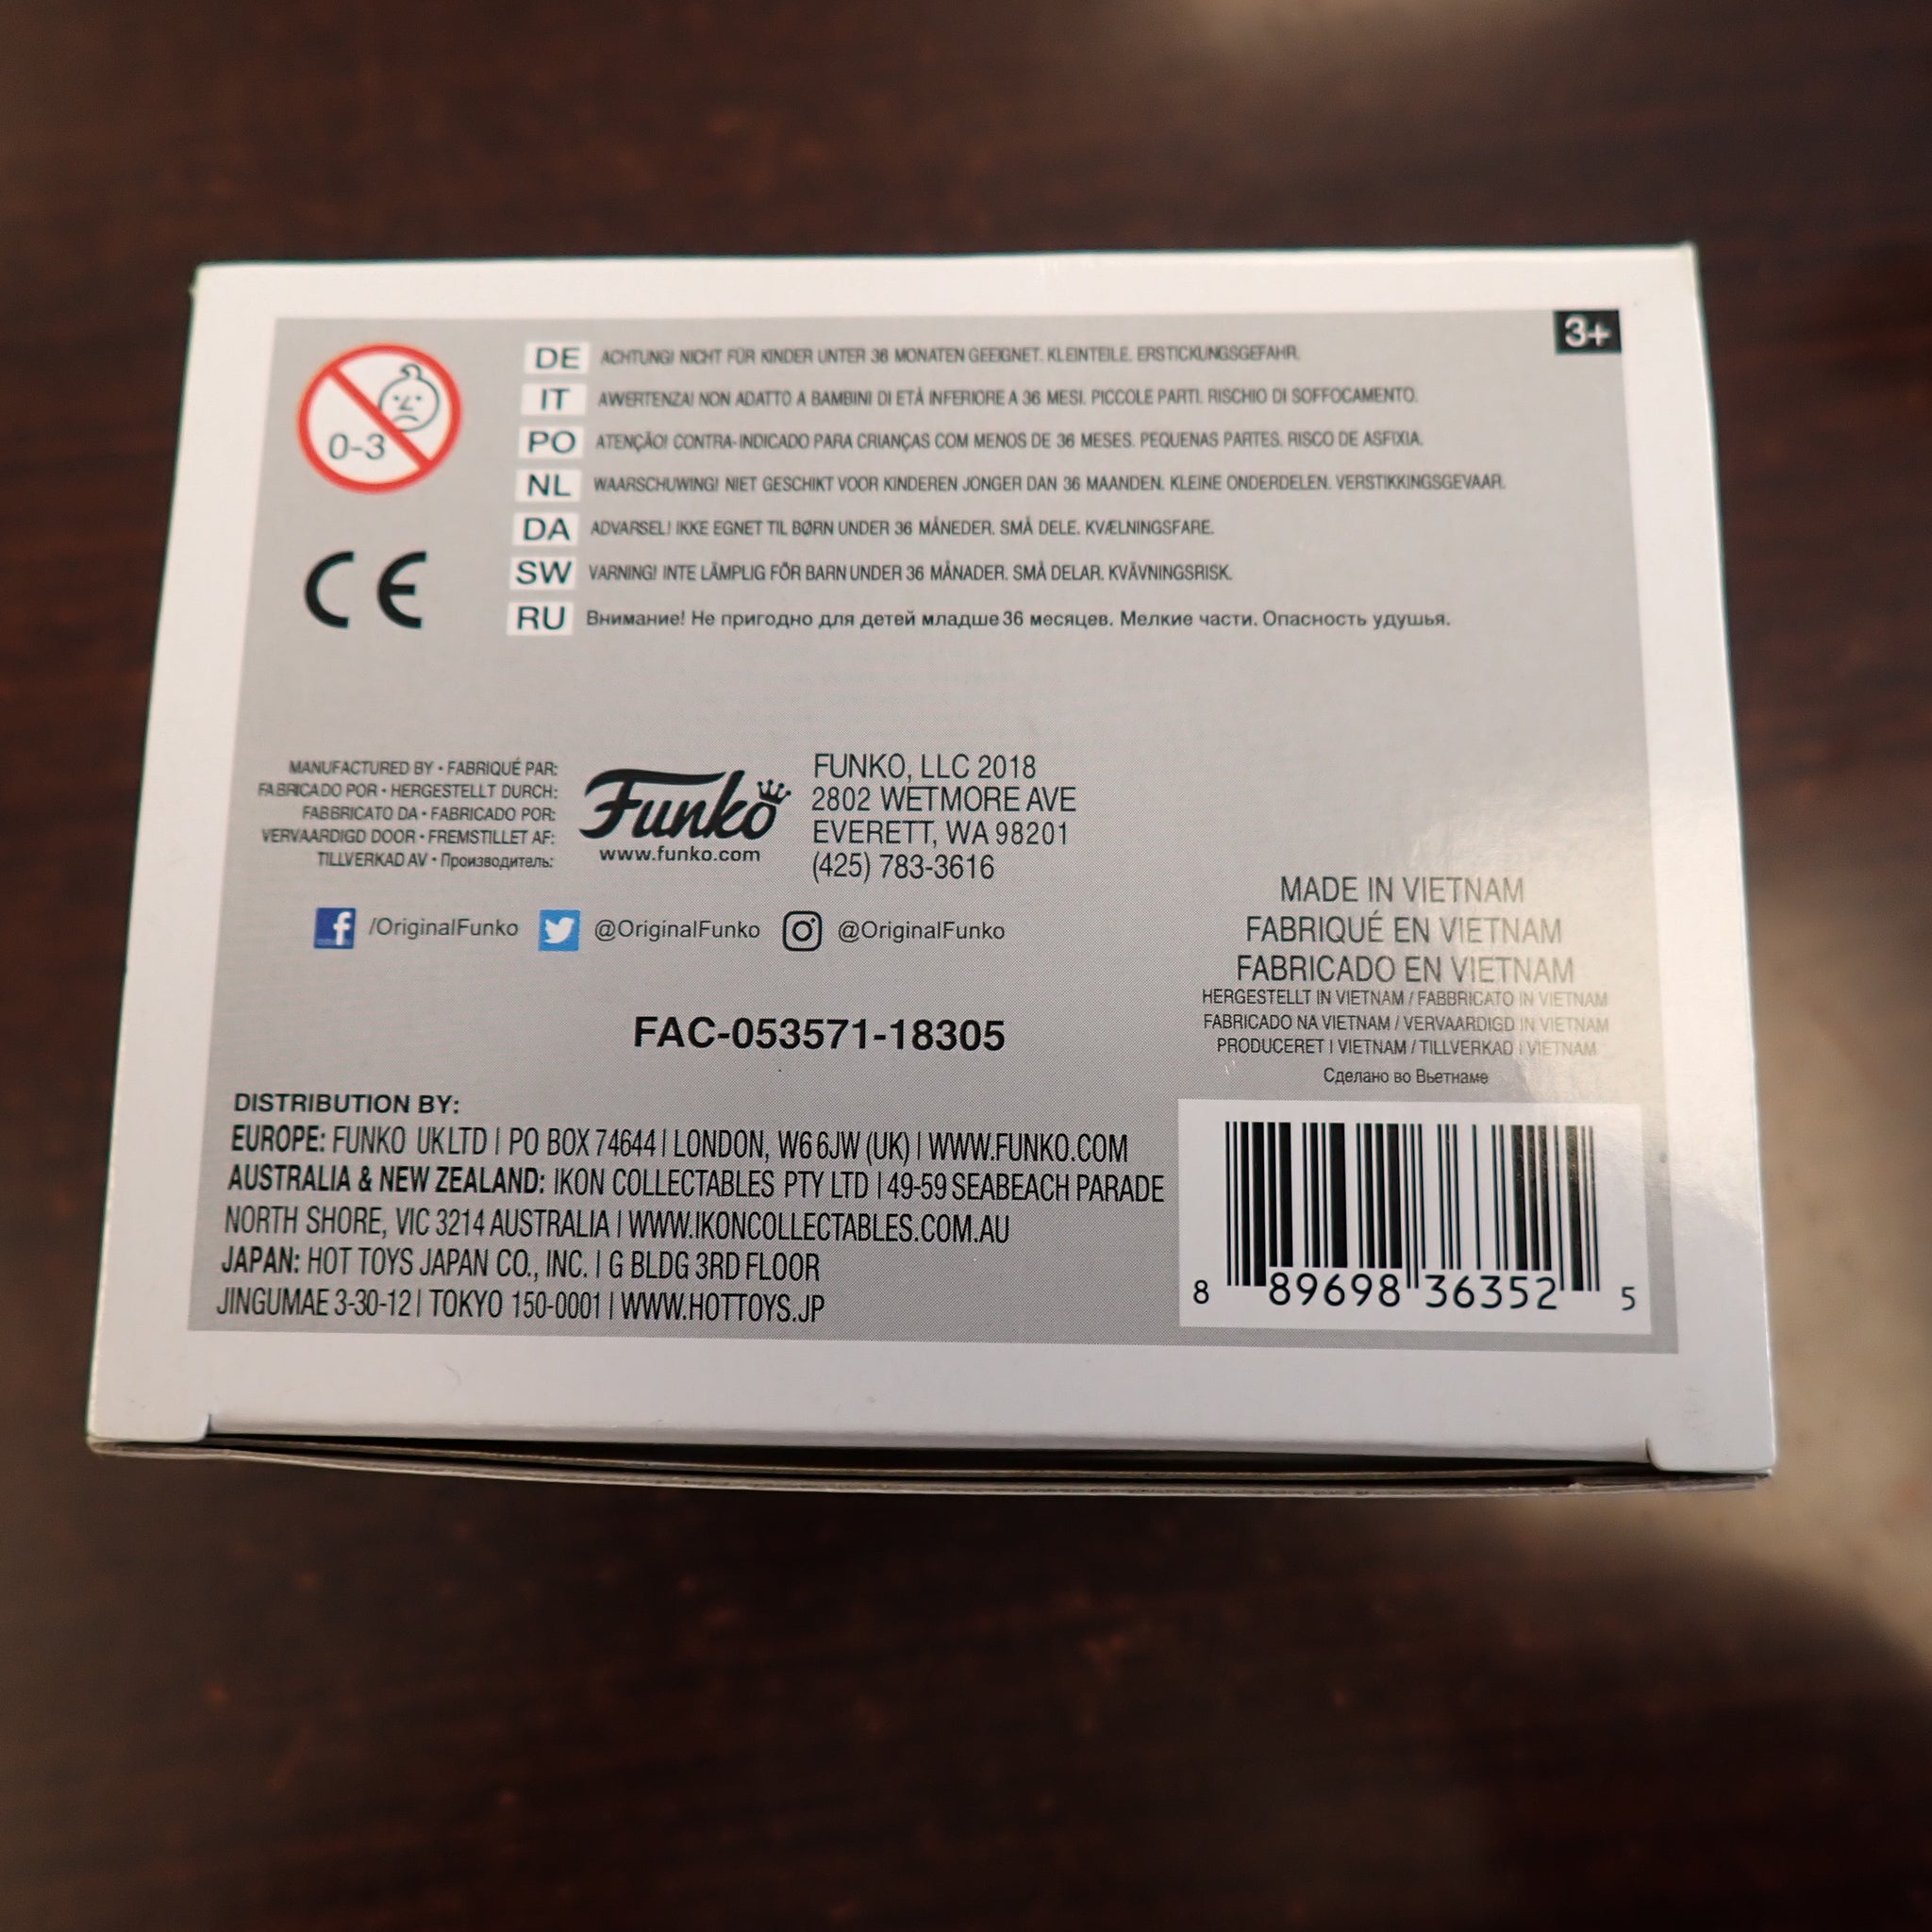 3+
0-3
DE ACHTUNG! NICHT FÜR KINDER UNTER 36 MONATEN GEEIGNET. KLEINTEILE. ERSTICKUNGSGEFAHR.
IT AWERTENZA! NON ADATTO A BAMBINI DI ETÀ INFERIORE A 36 MESI. PICCOLE PARTI. RISCHIO DI SOFFOCAMENTO.
PO ATENÇÃO! CONTRA-INDICADO PARA CRIANÇAS COM MENOS DE 36 MESES. PEQUENAS PARTES. RISCO DE ASFIXIA.
NL WAARSCHUWING! NIET GESCHIKT VOOR KINDEREN JONGER DAN 36 MAANDEN. KLEINE ONDERDELEN. VERSTIKKINGSGEVAAR.
DA ADVARSEL! IKKE EGNET TIL BØRN UNDER 36 MÅNEDER. SMÅ DELE. KVÆLNINGSFARE.
SW VARNING! INTE LÄMPLIG FÖR BARN UNDER 36 MÅNADER. SMÅ DELAR. KVÄVNINGSRISK.
RU Внимание! Не пригодно для детей младше 36 месяцев. Мелкие части. Опасность удушья.
CE
MANUFACTURED BY • FABRIQUÉ PAR:
FABRICADO POR • HERGESTELLT DURCH:
FABBRICATO DA • FABRICADO POR:
VERVAARDIGD DOOR • FREMSTILLET AF:
TILLVERKAD AV • Производитель:
Funko
www.funko.com
FUNKO, LLC 2018
2802 WETMORE AVE
EVERETT, WA 98201
(425) 783-3616
/OriginalFunko @OriginalFunko @OriginalFunko
FAC-053571-18305
MADE IN VIETNAM
FABRIQUÉ EN VIETNAM
FABRICADO EN VIETNAM
HERGESTELLT IN VIETNAM / FABBRICATO IN VIETNAM
FABRICADO NA VIETNAM / VERVAARDIGD IN VIETNAM
PRODUCERET I VIETNAM / TILLVERKAD I VIETNAM
Сделано во Вьетнаме
DISTRIBUTION BY:
EUROPE: FUNKO UK LTD | PO BOX 74644 | LONDON, W6 6JW (UK) | WWW.FUNKO.COM
AUSTRALIA & NEW ZEALAND: IKON COLLECTABLES PTY LTD | 49-59 SEABEACH PARADE
NORTH SHORE, VIC 3214 AUSTRALIA | WWW.IKONCOLLECTABLES.COM.AU
JAPAN: HOT TOYS JAPAN CO., INC. | G BLDG 3RD FLOOR
JINGUMAE 3-30-12 | TOKYO 150-0001 | WWW.HOTTOYS.JP
8 89698 36352 5